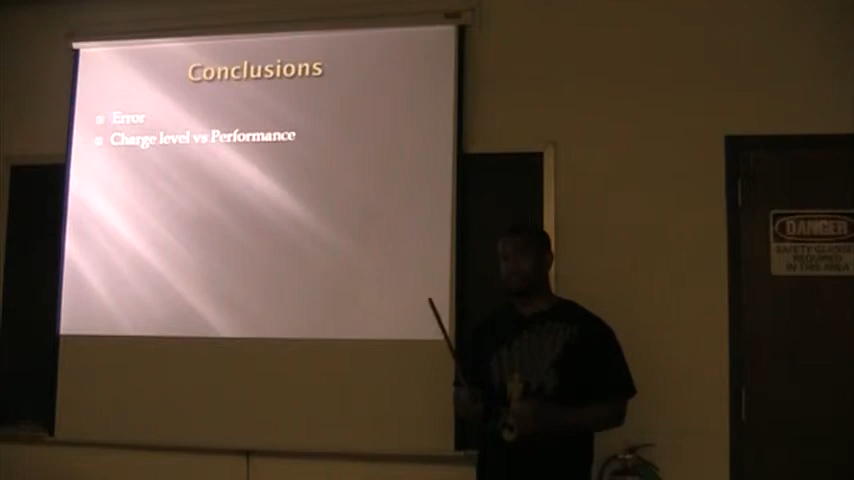 Conclusions
Error
Charge level vs Performance
DANGER
SAFETY GLASSES
REQUIRED
IN THIS AREA